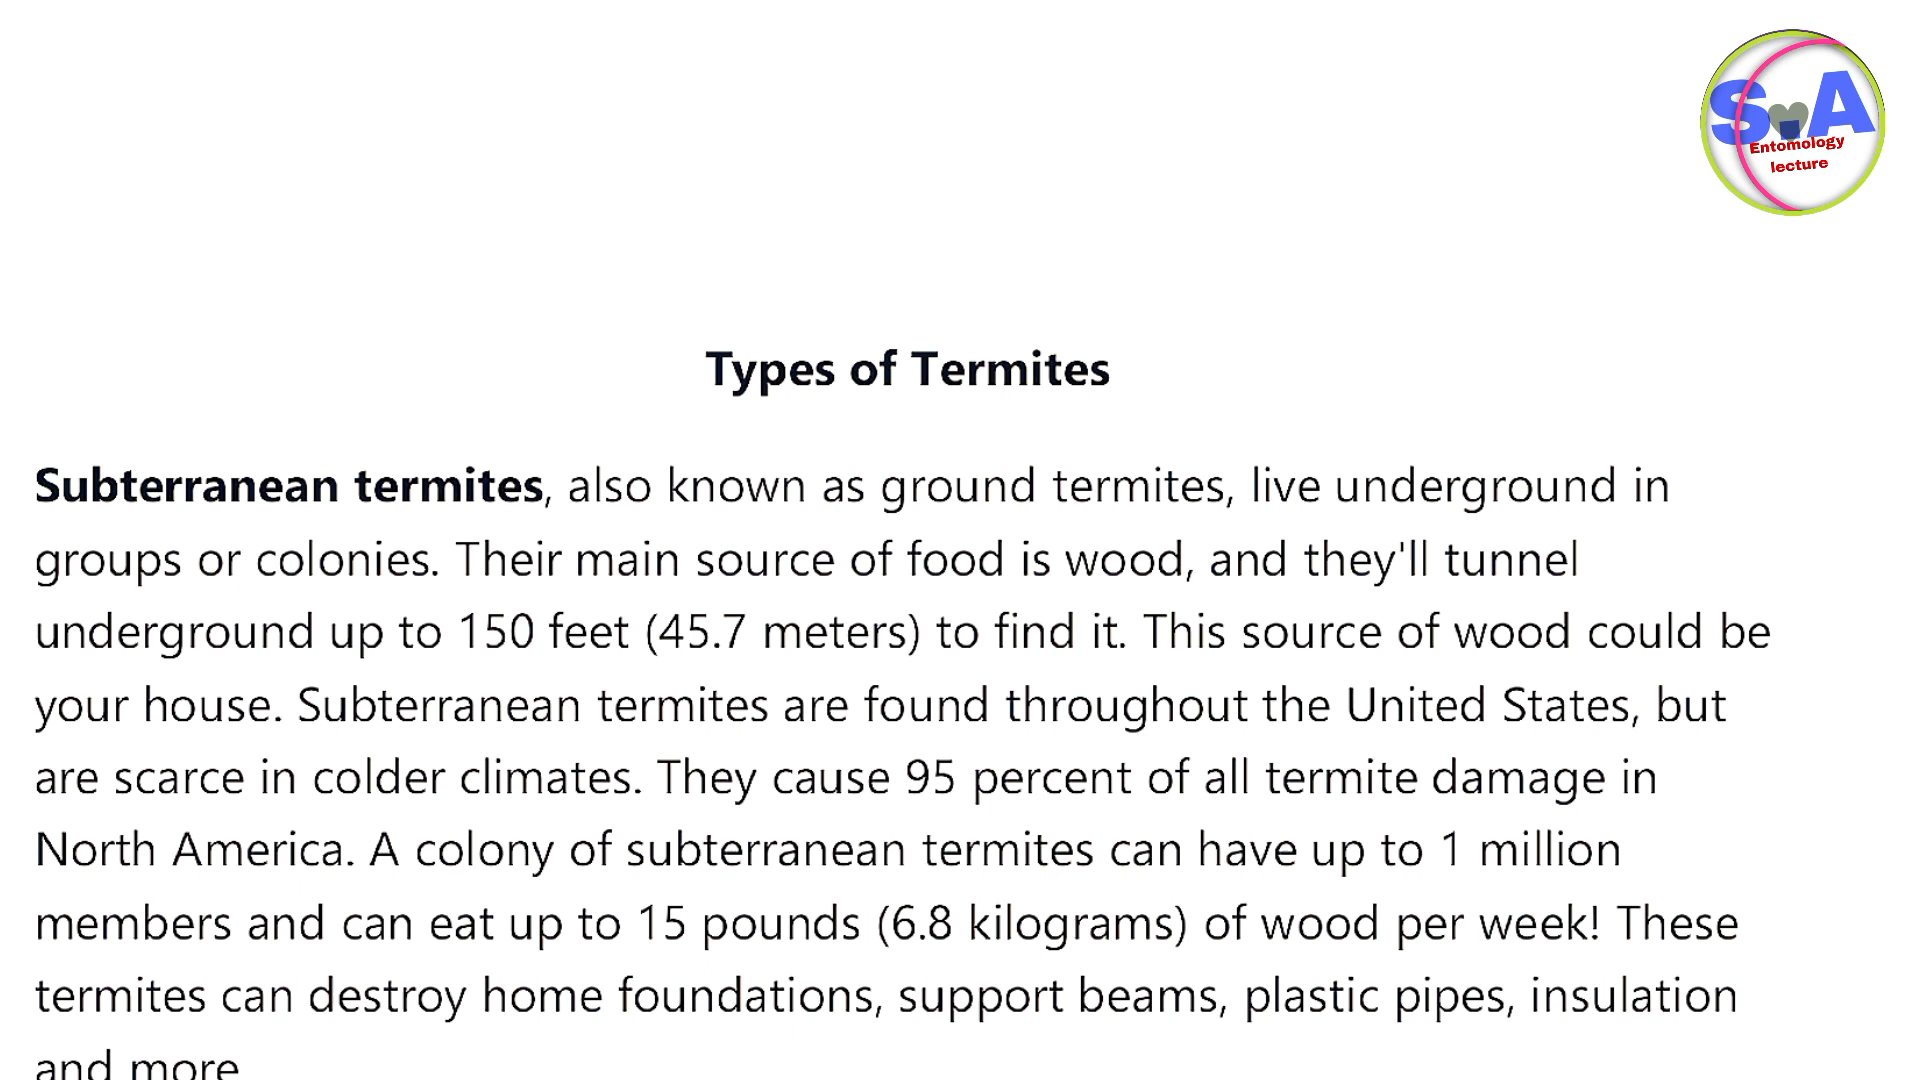 S A
Entomology
lecture
Types of Termites
Subterranean termites, also known as ground termites, live underground in
groups or colonies. Their main source of food is wood, and they'll tunnel
underground up to 150 feet (45.7 meters) to find it. This source of wood could be
your house. Subterranean termites are found throughout the United States, but
are scarce in colder climates. They cause 95 percent of all termite damage in
North America. A colony of subterranean termites can have up to 1 million
members and can eat up to 15 pounds (6.8 kilograms) of wood per week! These
termites can destroy home foundations, support beams, plastic pipes, insulation
and more